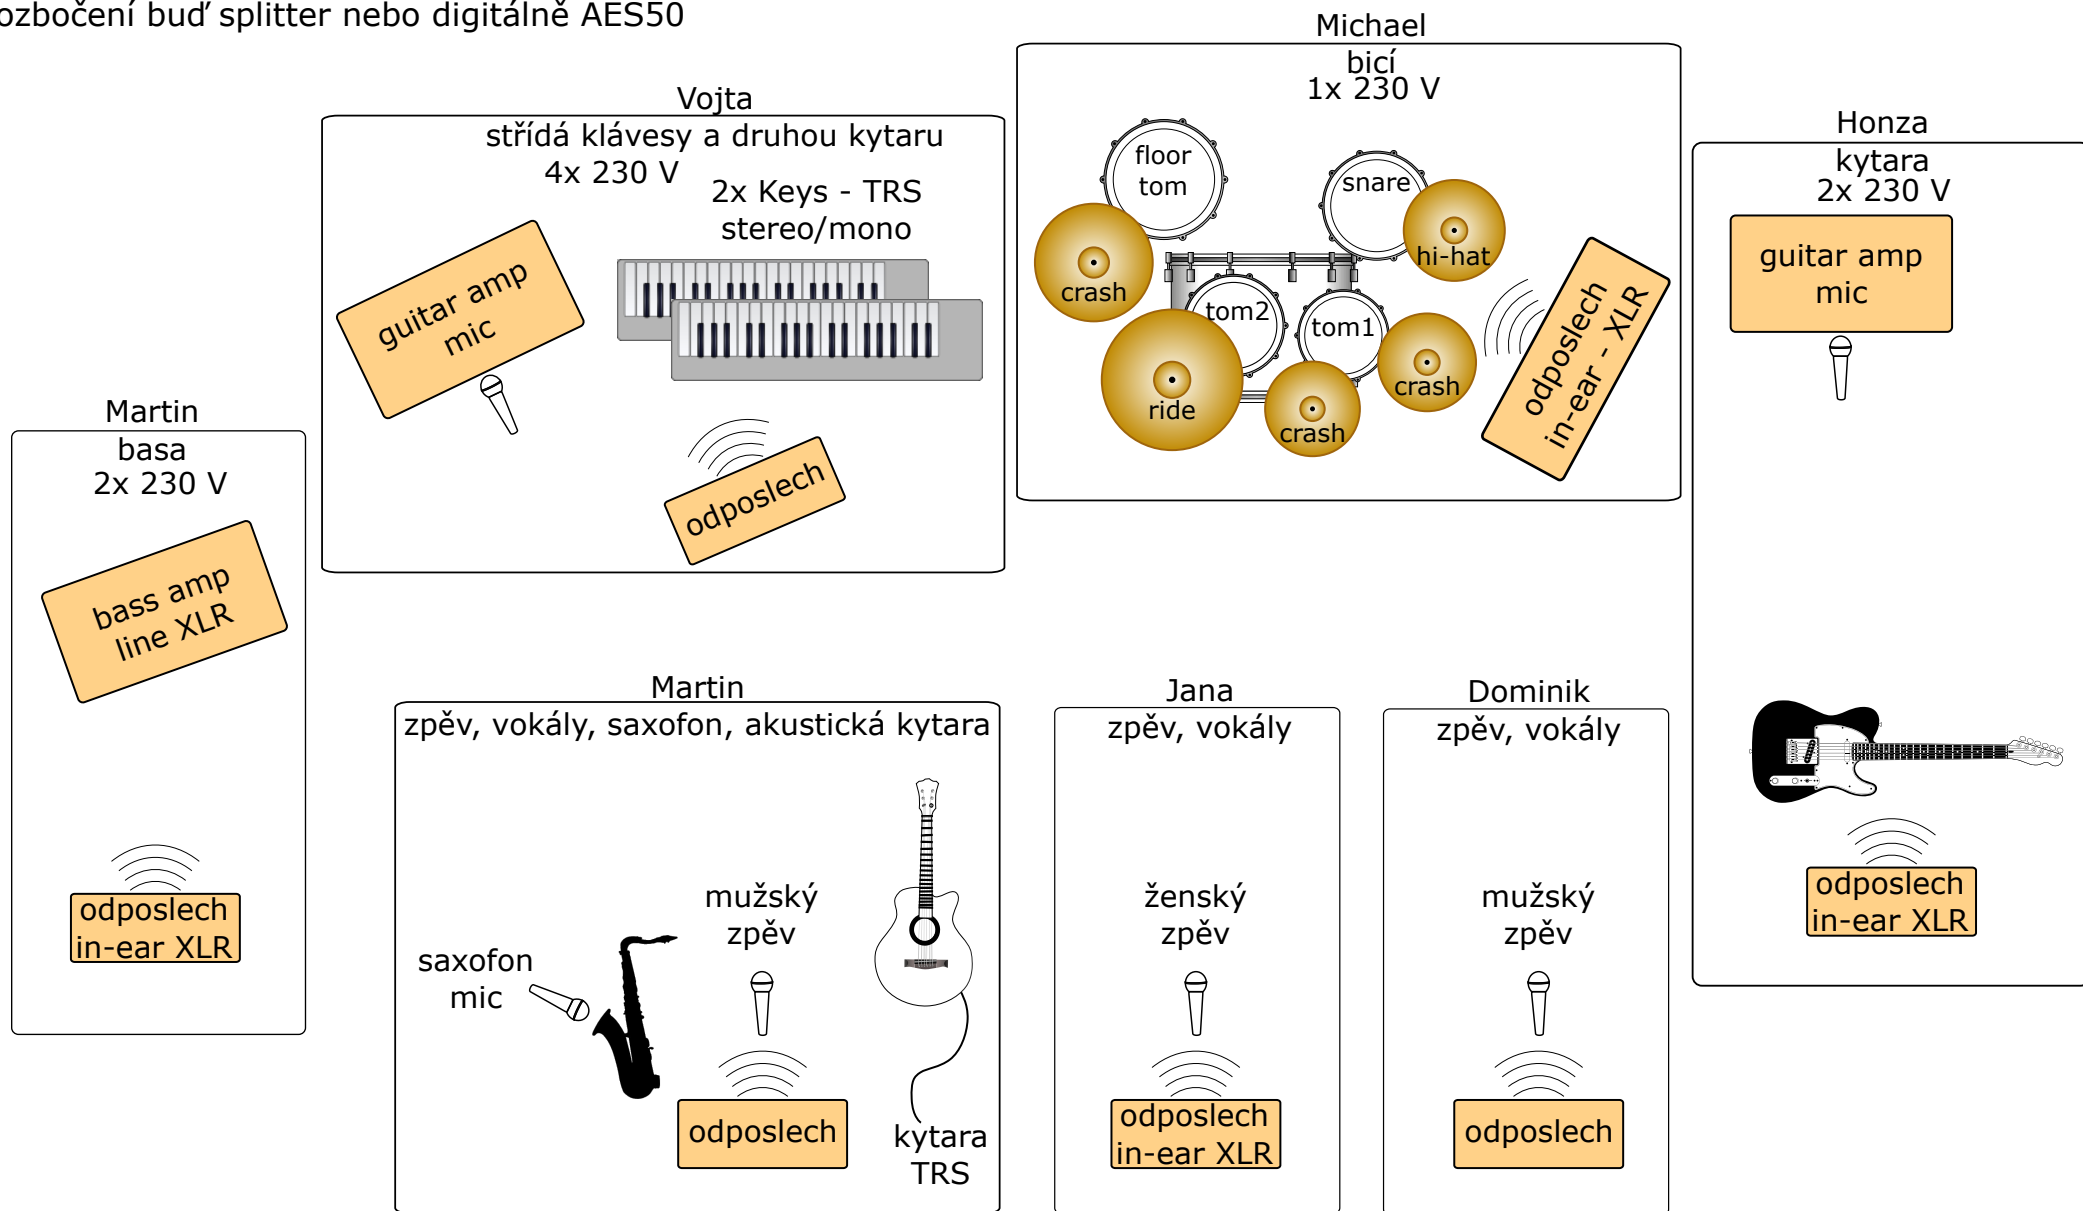 ozbočení buď splitter nebo digitálně AES50
Michael
bicí
1x 230 V
floor
tom
snare
hi-hat
crash
tom2
tom1
crash
ride
crash
odposlech
in-ear - XLR
Vojta
střídá klávesy a druhou kytaru
4x 230 V
2x Keys - TRS
stereo/mono
guitar amp
mic
odposlech
Honza
kytara
2x 230 V
guitar amp
mic
odposlech
in-ear XLR
Martin
basa
2x 230 V
bass amp
line XLR
odposlech
in-ear XLR
Martin
zpěv, vokály, saxofon, akustická kytara
mužský
zpěv
saxofon
mic
odposlech
kytara
TRS
Jana
zpěv, vokály
ženský
zpěv
odposlech
in-ear XLR
Dominik
zpěv, vokály
mužský
zpěv
odposlech